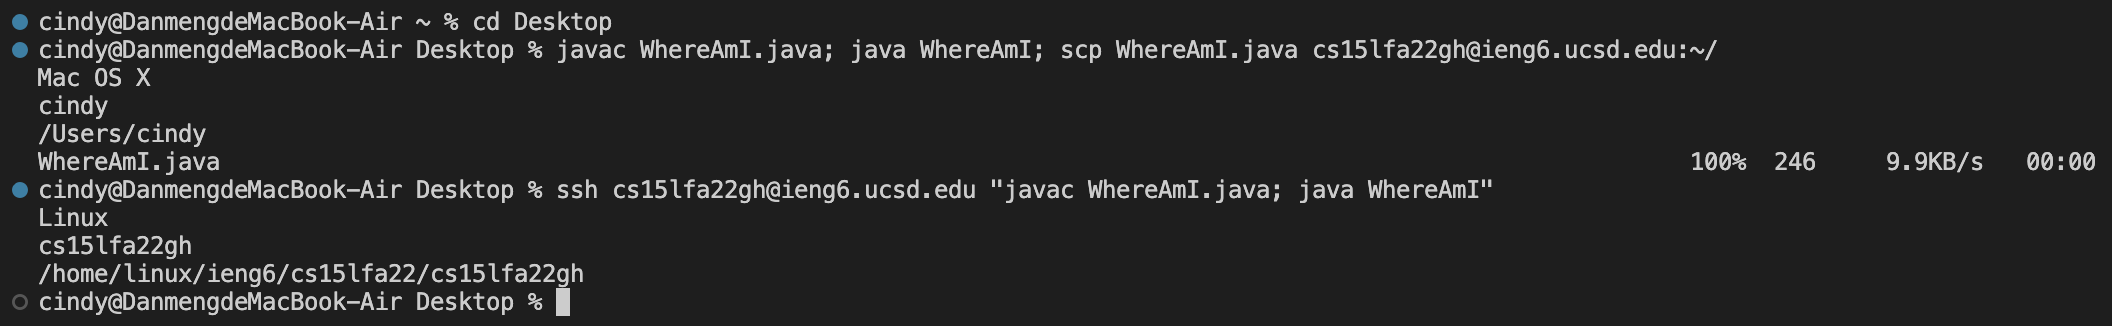 cindy@DanmengdeMacBook-Air ~ % cd Desktop
cindy@DanmengdeMacBook-Air Desktop % javac WhereAmI.java; java WhereAmI; scp WhereAmI.java cs15lfa22gh@ieng6.ucsd.edu:~/
Mac OS X
cindy
/Users/cindy
WhereAmI.java 100% 246 9.9KB/s 00:00
cindy@DanmengdeMacBook-Air Desktop % ssh cs15lfa22gh@ieng6.ucsd.edu "javac WhereAmI.java; java WhereAmI"
Linux
cs15lfa22gh
/home/linux/ieng6/cs15lfa22/cs15lfa22gh
cindy@DanmengdeMacBook-Air Desktop %